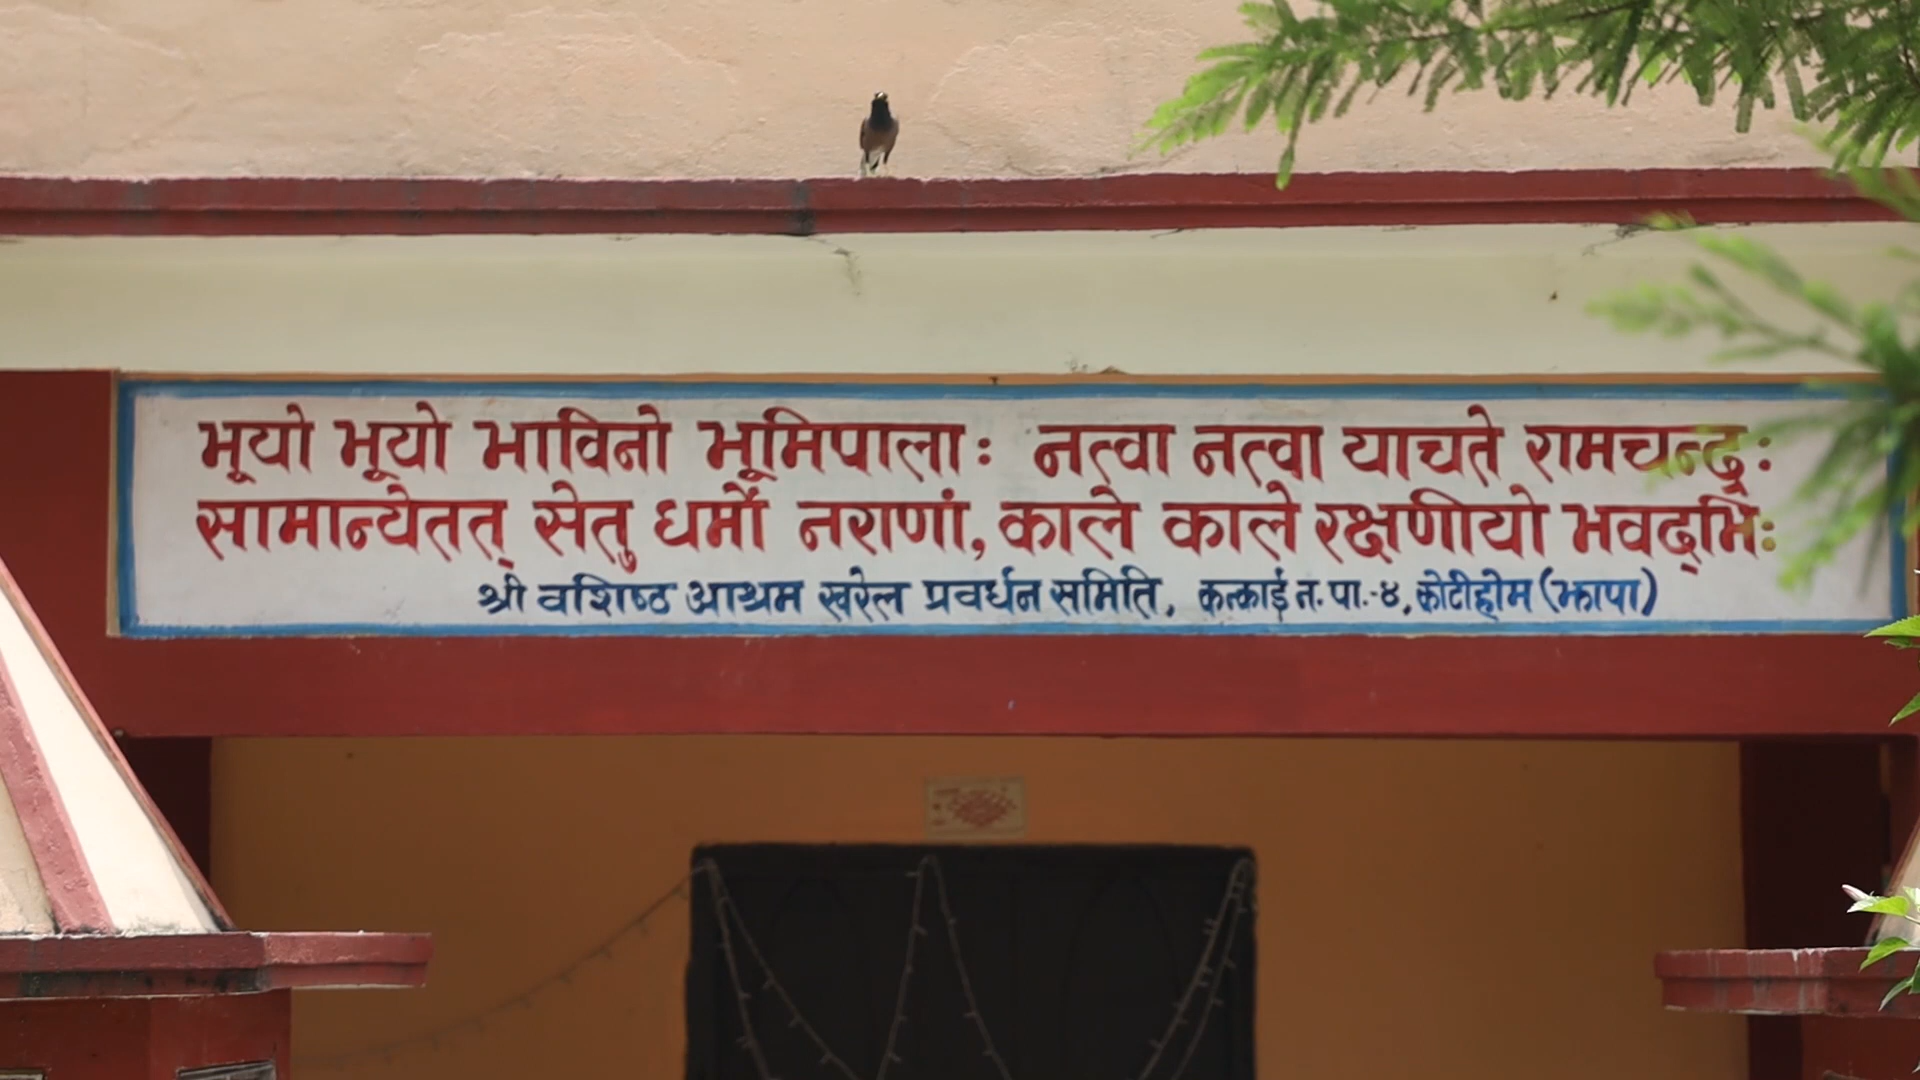 भूयो भूयो भाविनो भूमिपालाः नत्वा नत्वा याचते रामचन्द्रः
सामान्येतत् सेतु धर्मो नराणां, काले काले रक्षणीयो भवद्भिः
श्री वशिष्ठ आश्रम खरेल प्रवर्धन समिति, कन्काई न. पा.-४, कोटीहोम (झापा)